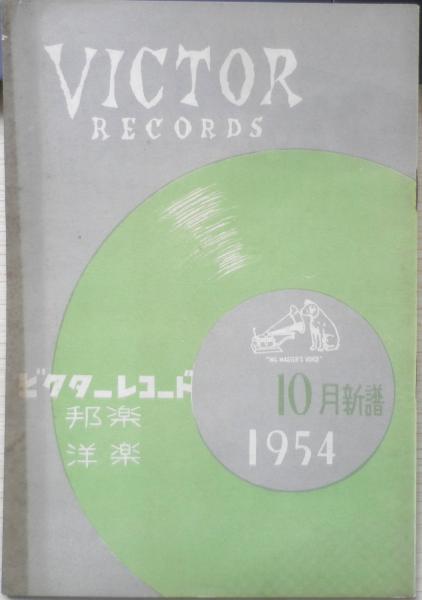 VICTOR
RECORDS
"HIS MASTER'S VOICE"
ビクターレコード
邦楽
洋楽
10月新譜
1954